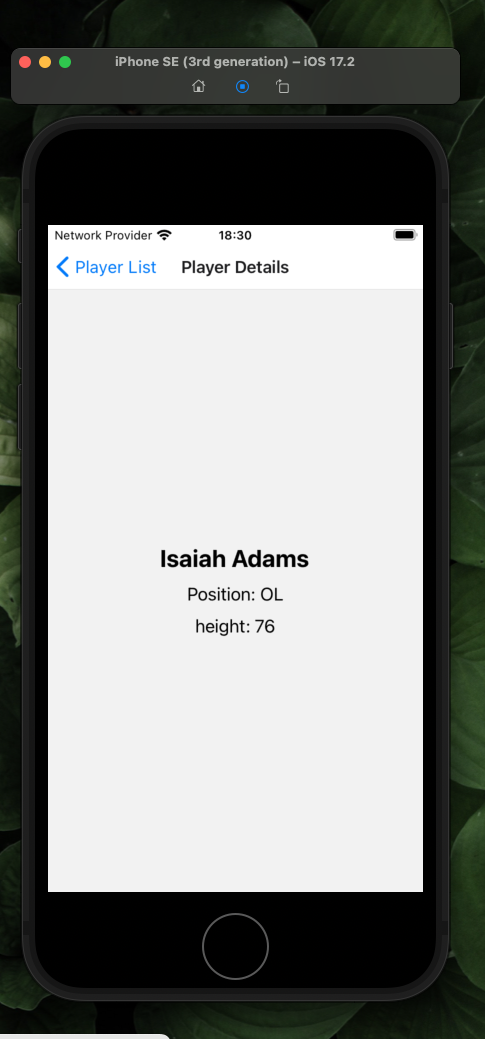 iPhone SE (3rd generation) – iOS 17.2
Network Provider 18:30
Player List Player Details
Isaiah Adams
Position: OL
height: 76